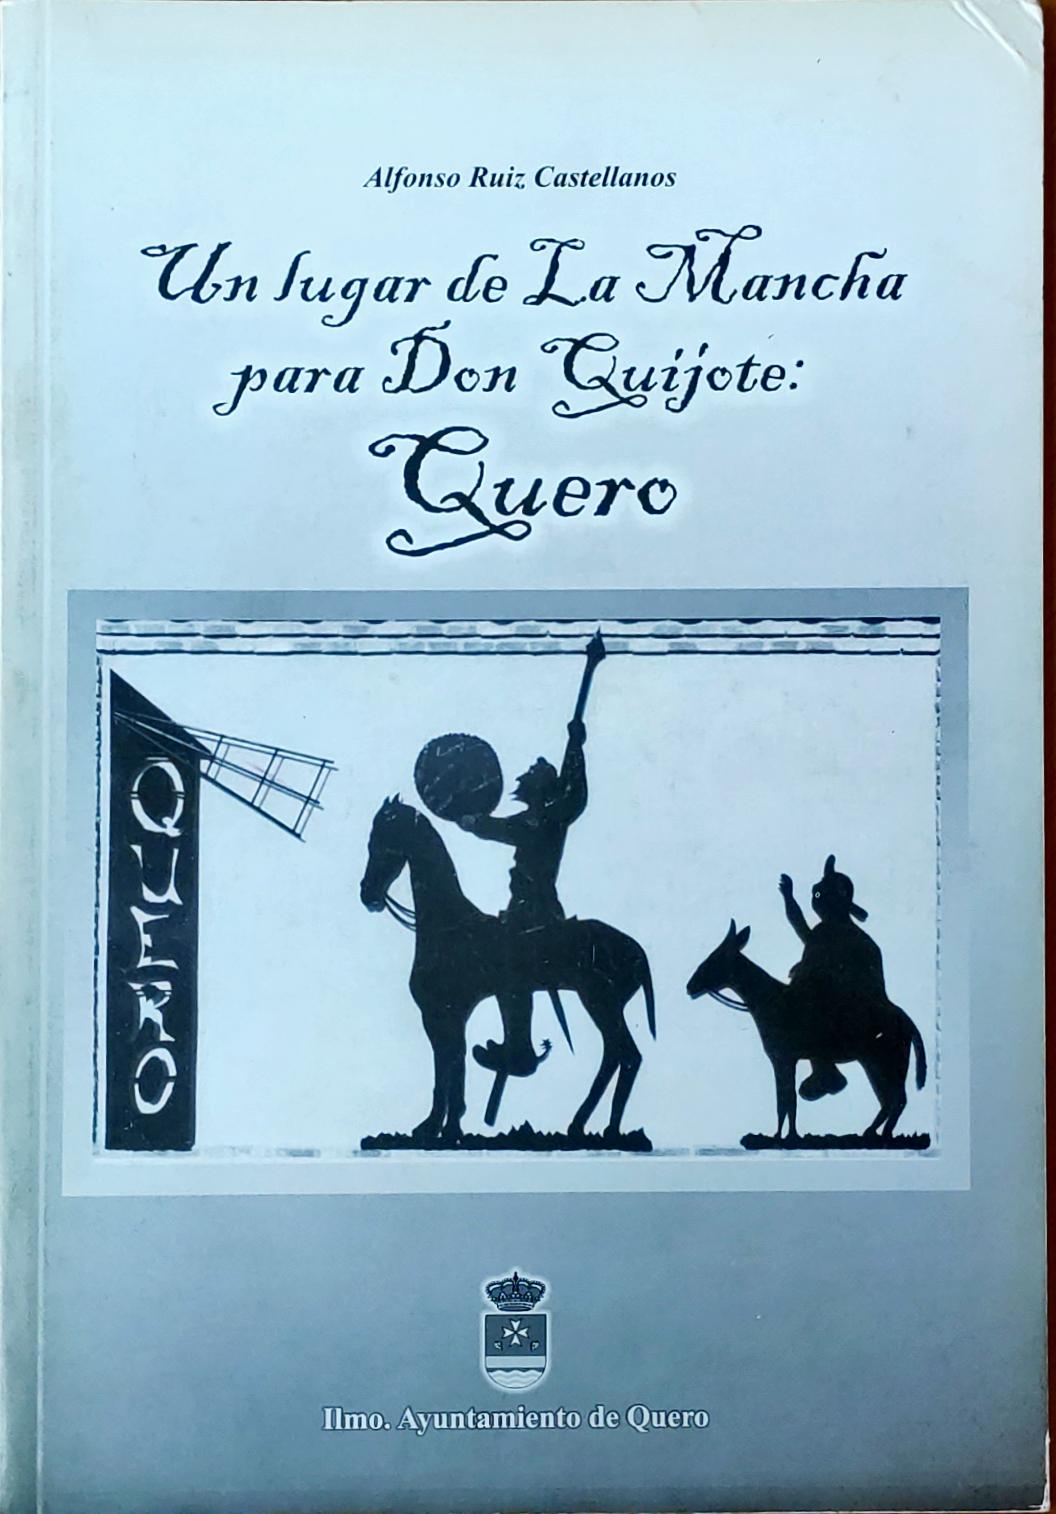 Alfonso Ruiz Castellanos
Un lugar de La Mancha
para Don Quijote:
Quero
QUERO
Ilmo. Ayuntamiento de Quero